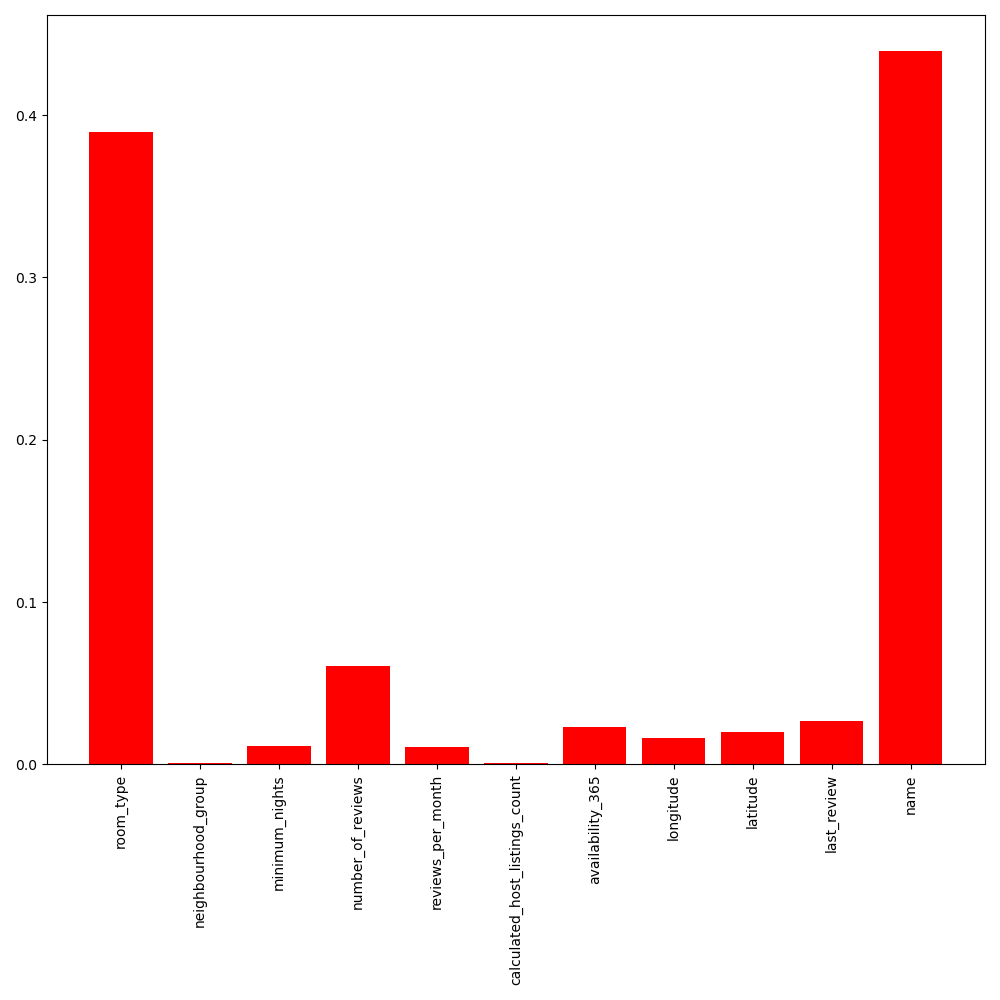 0.4
0.3
0.2
0.1
0.0
room_type
neighbourhood_group
minimum_nights
number_of_reviews
reviews_per_month
calculated_host_listings_count
availability_365
longitude
latitude
last_review
name